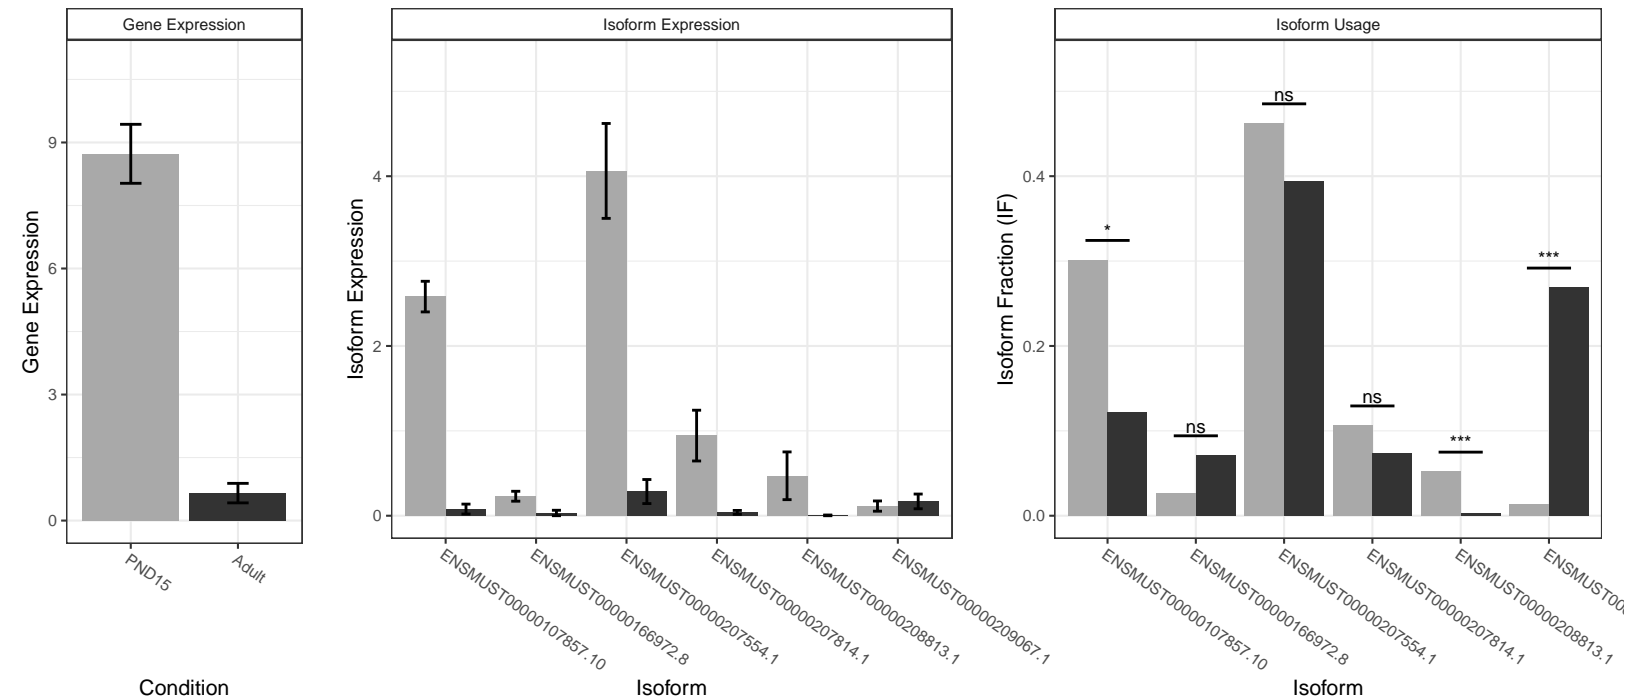 Gene Expression
Isoform Expression
Isoform Usage
Gene Expression
9
6
3
0
PND15
Adult
Condition
Isoform Expression
4
2
0
ENSMUST00000107857.10
ENSMUST00000166972.8
ENSMUST00000207554.1
ENSMUST00000207814.1
ENSMUST00000208813.1
ENSMUST00000209067.1
Isoform
Isoform Fraction (IF)
0.4
0.2
0.0
*
ns
ns
ns
***
***
ENSMUST00000107857.10
ENSMUST00000166972.8
ENSMUST00000207554.1
ENSMUST00000207814.1
ENSMUST00000208813.1
Isoform